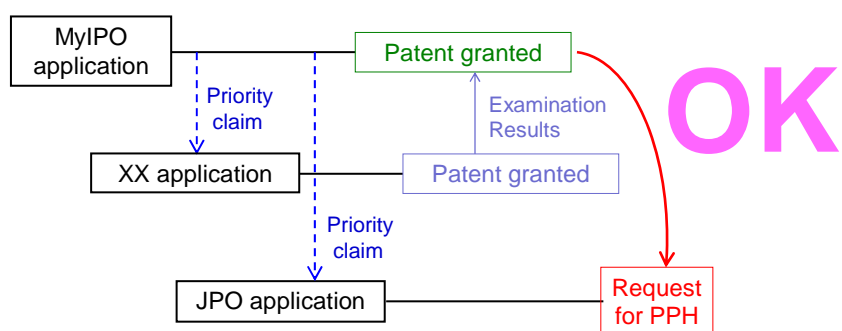 MyIPO
application
Patent granted
OK
Priority
claim
Examination
Results
XX application
Patent granted
Priority
claim
JPO application
Request
for PPH